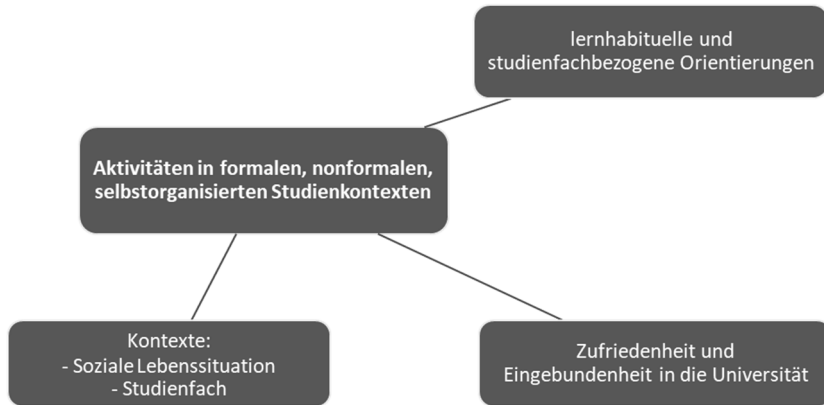 lernhabituelle und
studienfachbezogene Orientierungen
Aktivitäten in formalen, nonformalen,
selbstorganisierten Studienkontexten
Kontexte:
- Soziale Lebenssituation
- Studienfach
Zufriedenheit und
Eingebundenheit in die Universität